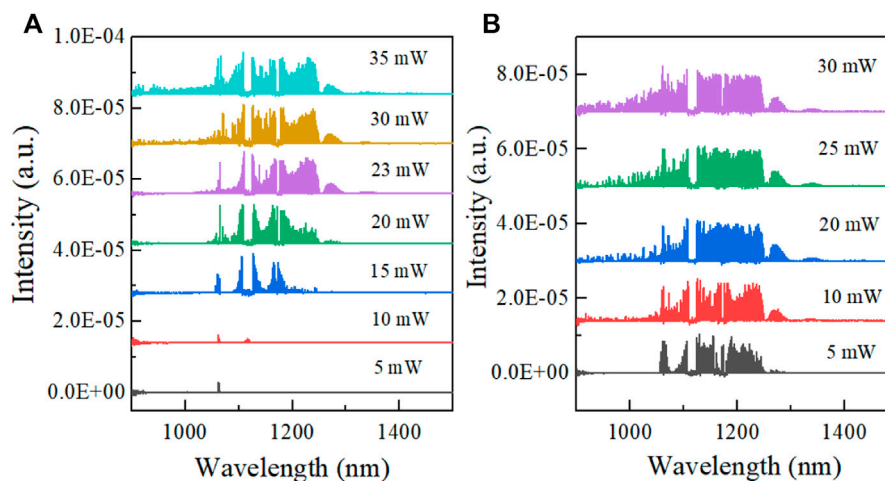 A
Intensity (a.u.)
1.0E-04
8.0E-05
6.0E-05
4.0E-05
2.0E-05
0.0E+00
35 mW
30 mW
23 mW
20 mW
15 mW
10 mW
5 mW
1000 1200 1400
Wavelength (nm)
B
Intensity (a.u.)
8.0E-05
6.0E-05
4.0E-05
2.0E-05
0.0E+00
30 mW
25 mW
20 mW
10 mW
5 mW
1000 1200 1400
Wavelength (nm)